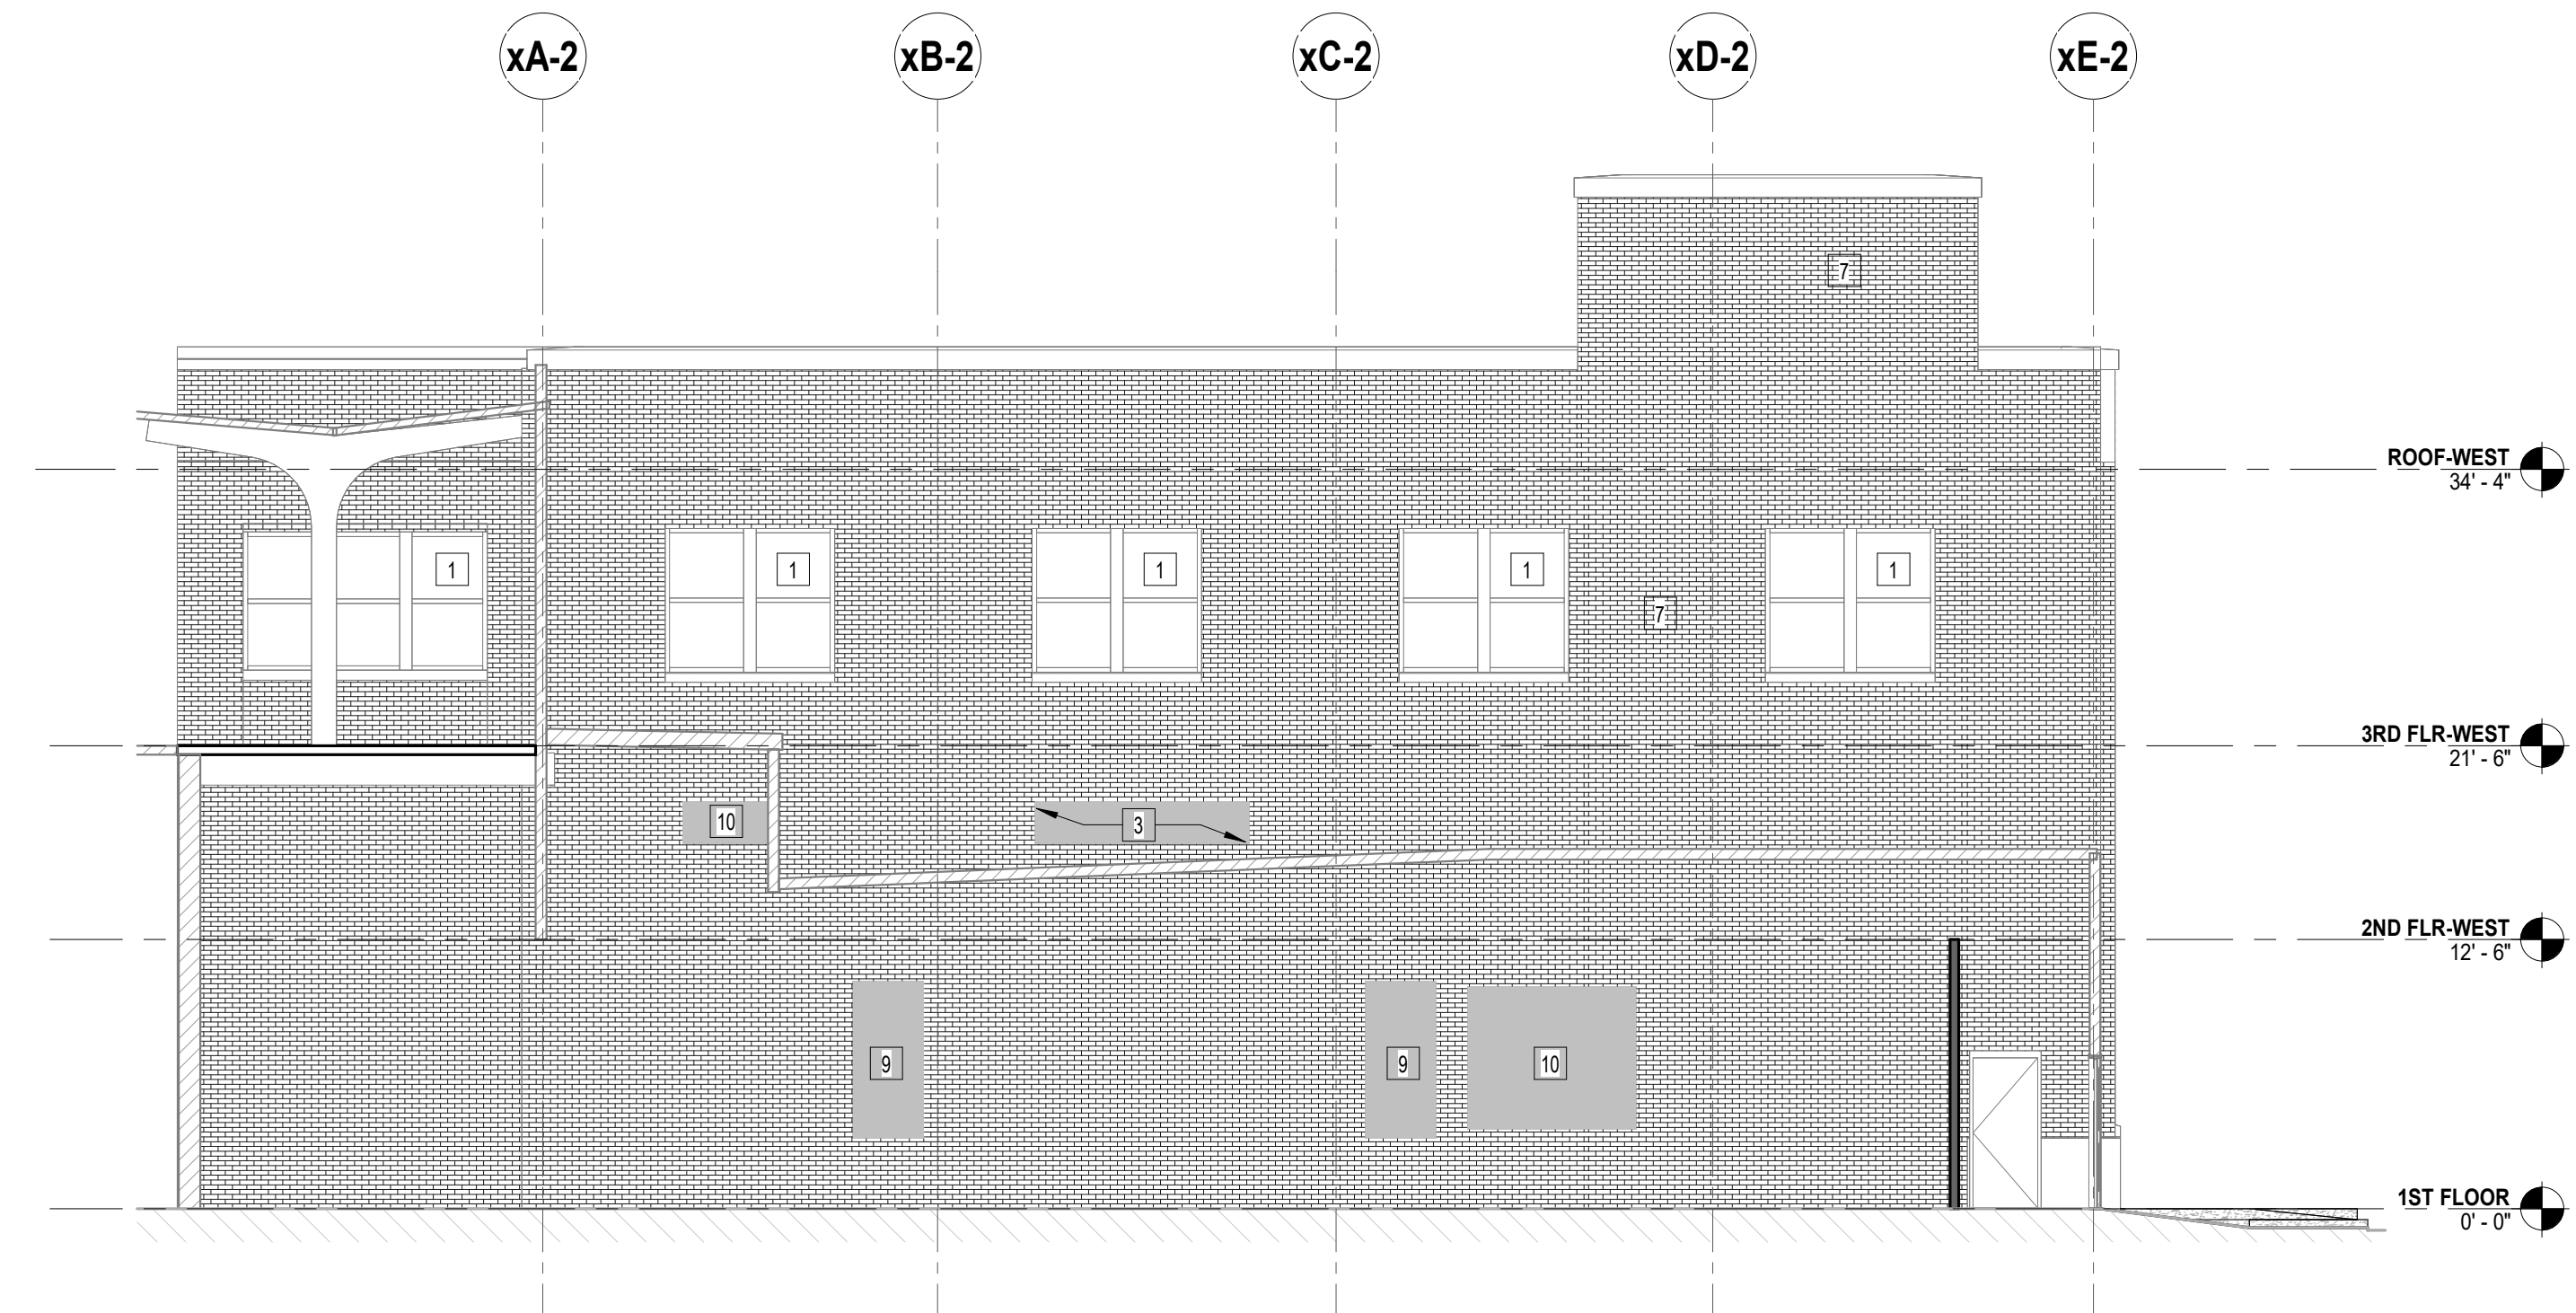 xA-2 xB-2 xC-2 xD-2 xE-2
7
ROOF-WEST
34' - 4"
1 1 1 1 1
7
3RD FLR-WEST
21' - 6"
10 3
2ND FLR-WEST
12' - 6"
9 9 10
1ST FLOOR
0' - 0"